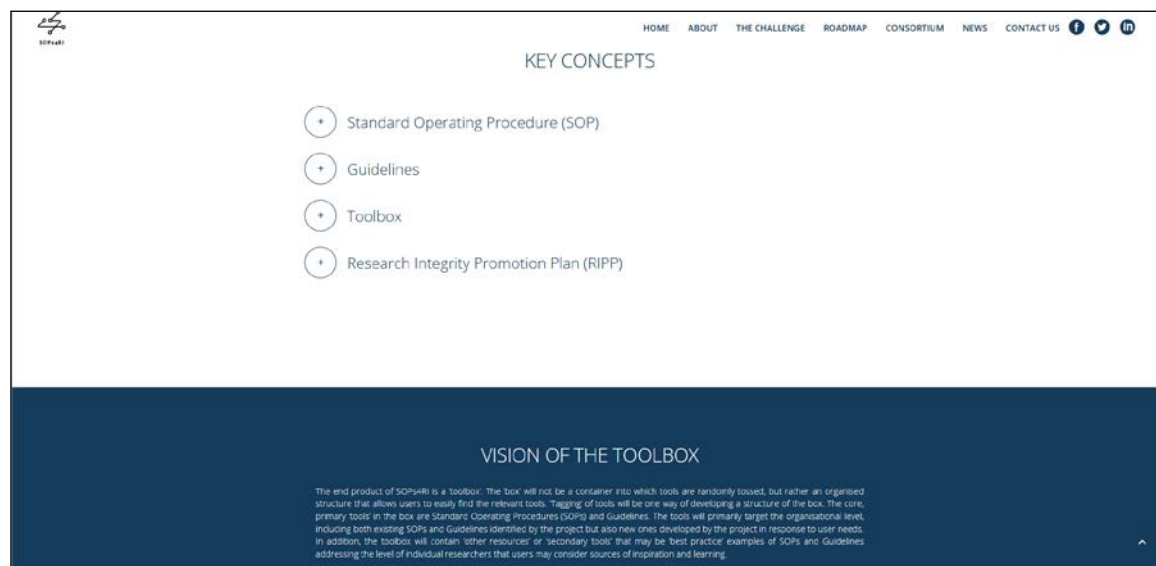 SOPs4RI
HOME ABOUT THE CHALLENGE ROADMAP CONSORTIUM NEWS CONTACT US
KEY CONCEPTS
+ Standard Operating Procedure (SOP)
+ Guidelines
+ Toolbox
+ Research Integrity Promotion Plan (RIPP)
VISION OF THE TOOLBOX
The end product of SOPs4RI is a 'toolbox'. The 'box' will not be a container into which tools are randomly tossed, but rather an organised
structure that allows users to easily find the relevant tools. 'Tagging' of tools will be one way of developing a structure of the box. The core,
primary 'tools' in the box are Standard Operating Procedures (SOPs) and Guidelines. The tools will primarily target the organisational level,
including both existing SOPs and Guidelines identified by the project but also new ones developed by the project in response to user needs.
In addition, the toolbox will contain 'other resources' or 'secondary tools' that may be 'best practice' examples of SOPs and Guidelines
addressing the level of individual researchers that users may consider sources of inspiration and learning.